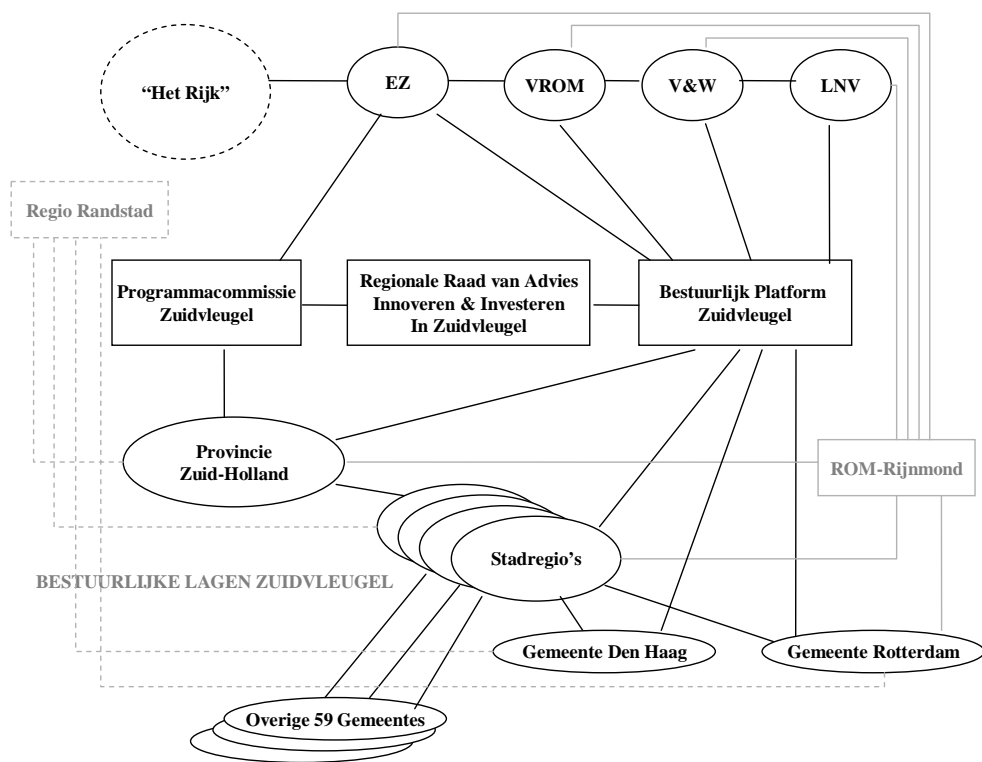 “Het Rijk”
EZ
VROM
V&W
LNV
Regio Randstad
Programmacommissie
Zuidvleugel
Regionale Raad van Advies
Innoveren & Investeren
In Zuidvleugel
Bestuurlijk Platform
Zuidvleugel
Provincie
Zuid-Holland
ROM-Rijnmond
Stadregio’s
BESTUURLIJKE LAGEN ZUIDVLEUGEL
Gemeente Den Haag
Gemeente Rotterdam
Overige 59 Gemeentes